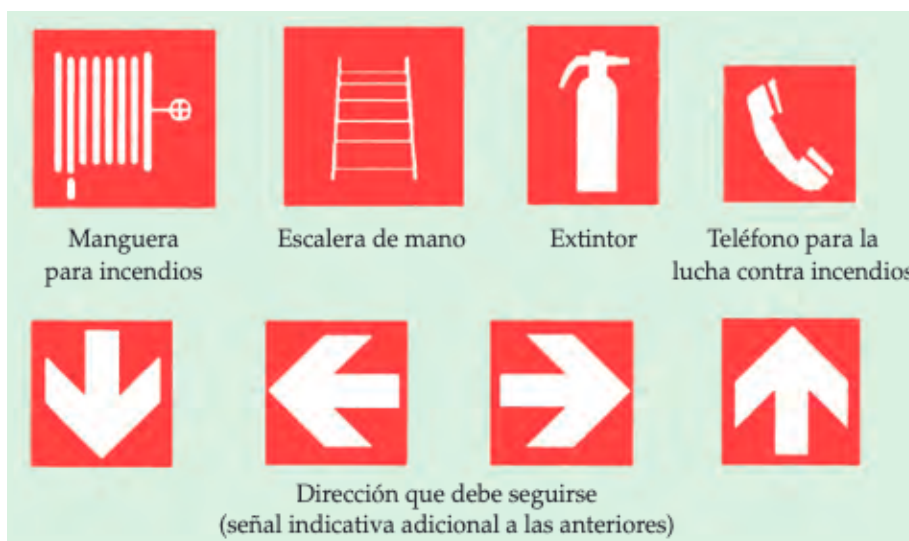 Manguera
para incendios
Escalera de mano
Extintor
Teléfono para la
lucha contra incendios
Dirección que debe seguirse
(señal indicativa adicional a las anteriores)